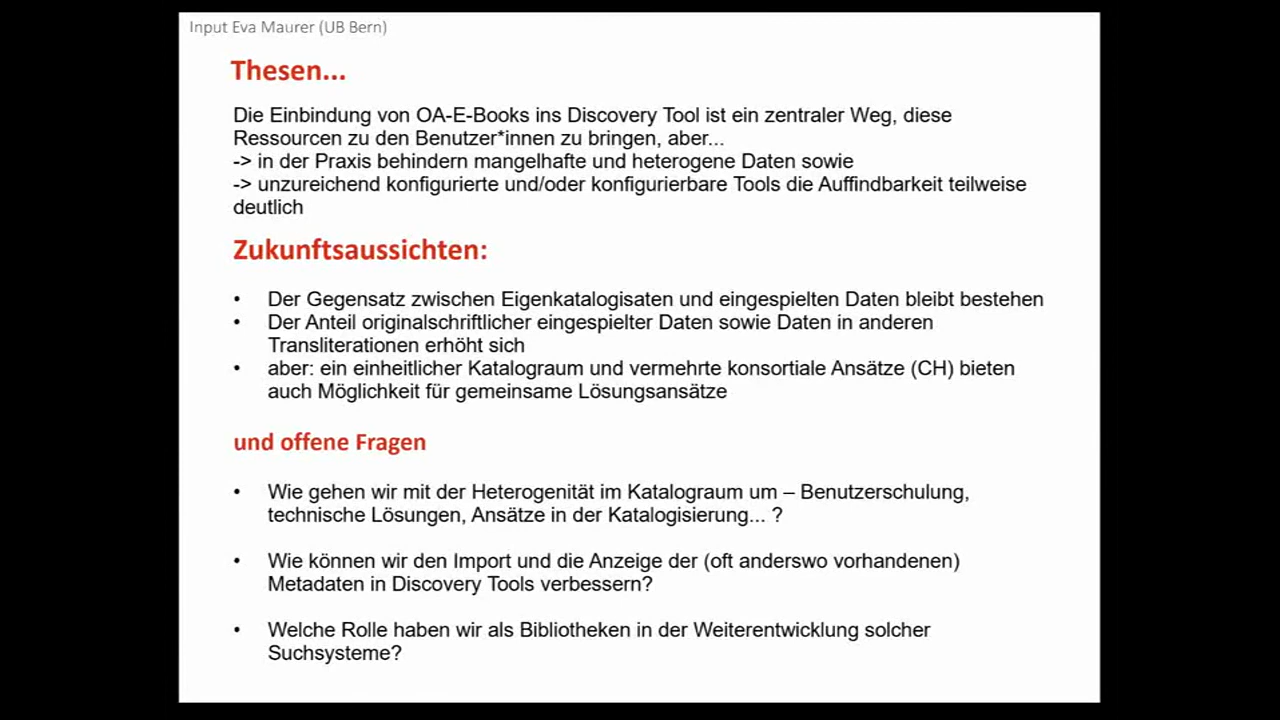 Input Eva Maurer (UB Bern)
Thesen...
Die Einbindung von OA-E-Books ins Discovery Tool ist ein zentraler Weg, diese
Ressourcen zu den Benutzer*innen zu bringen, aber...
-> in der Praxis behindern mangelhafte und heterogene Daten sowie
-> unzureichend konfigurierte und/oder konfigurierbare Tools die Auffindbarkeit teilweise
deutlich
Zukunftsaussichten:
• Der Gegensatz zwischen Eigenkatalogisaten und eingespielten Daten bleibt bestehen
• Der Anteil originalschriftlicher eingespielter Daten sowie Daten in anderen
Transliterationen erhöht sich
• aber: ein einheitlicher Katalograum und vermehrte konsortiale Ansätze (CH) bieten
auch Möglichkeit für gemeinsame Lösungsansätze
und offene Fragen
• Wie gehen wir mit der Heterogenität im Katalograum um – Benutzerschulung,
technische Lösungen, Ansätze in der Katalogisierung... ?
• Wie können wir den Import und die Anzeige der (oft anderswo vorhandenen)
Metadaten in Discovery Tools verbessern?
• Welche Rolle haben wir als Bibliotheken in der Weiterentwicklung solcher
Suchsysteme?